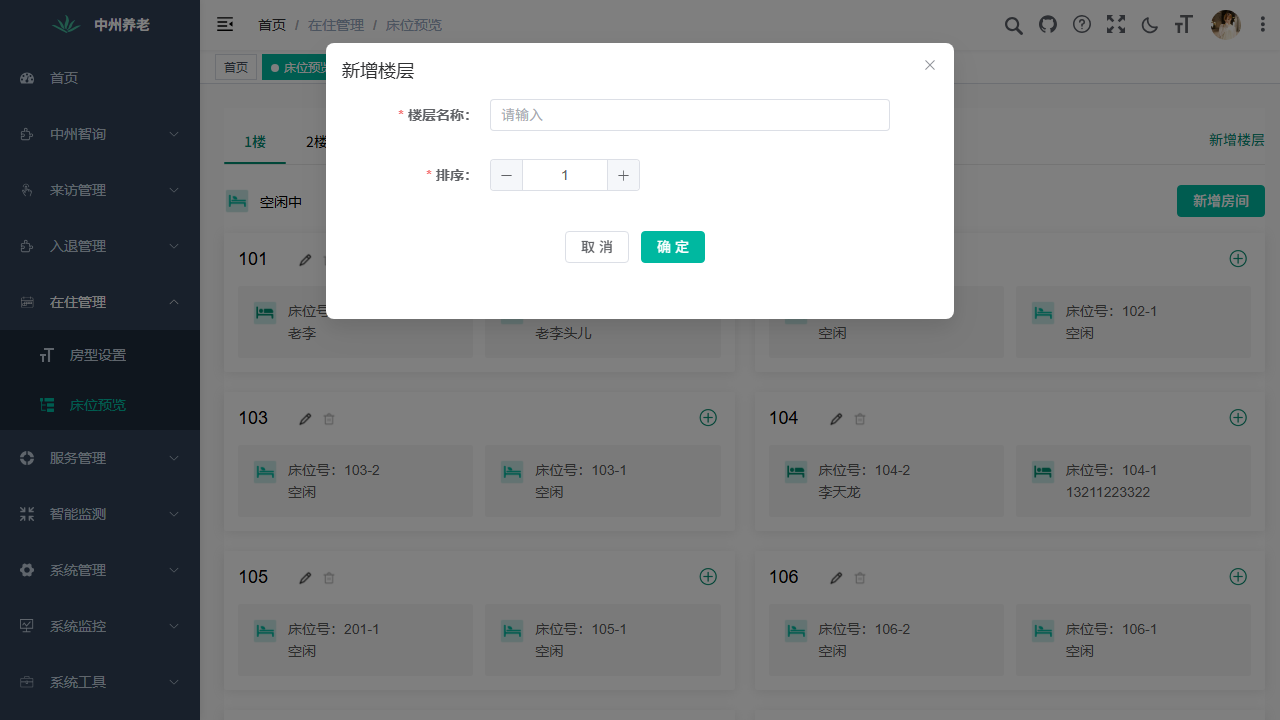 中州养老
首页 / 在住管理 / 床位预览
首页
首页
床位预览
新增楼层
* 楼层名称：
请输入
* 排序：
1
取 消
确 定
中州智询
来访管理
入退管理
在住管理
房型设置
床位预览
服务管理
智能监测
系统管理
系统监控
系统工具
1楼
2楼
新增楼层
空闲中
新增房间
101
床位号
老李
老李头儿
空闲
床位号：102-1
空闲
103
床位号：103-2
空闲
床位号：103-1
空闲
104
床位号：104-2
李天龙
床位号：104-1
13211223322
105
床位号：201-1
空闲
床位号：105-1
空闲
106
床位号：106-2
空闲
床位号：106-1
空闲